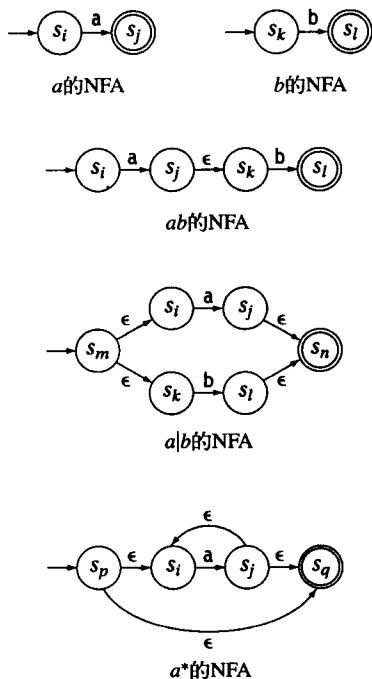 s_i a s_j s_k b s_l
a的NFA b的NFA
s_i a s_j ϵ s_k b s_l
ab的NFA
ϵ s_i a s_j ϵ
s_m s_n
ϵ s_k b s_l ϵ
a|b的NFA
ϵ
s_p ϵ s_i a s_j ϵ s_q
ϵ
a*的NFA